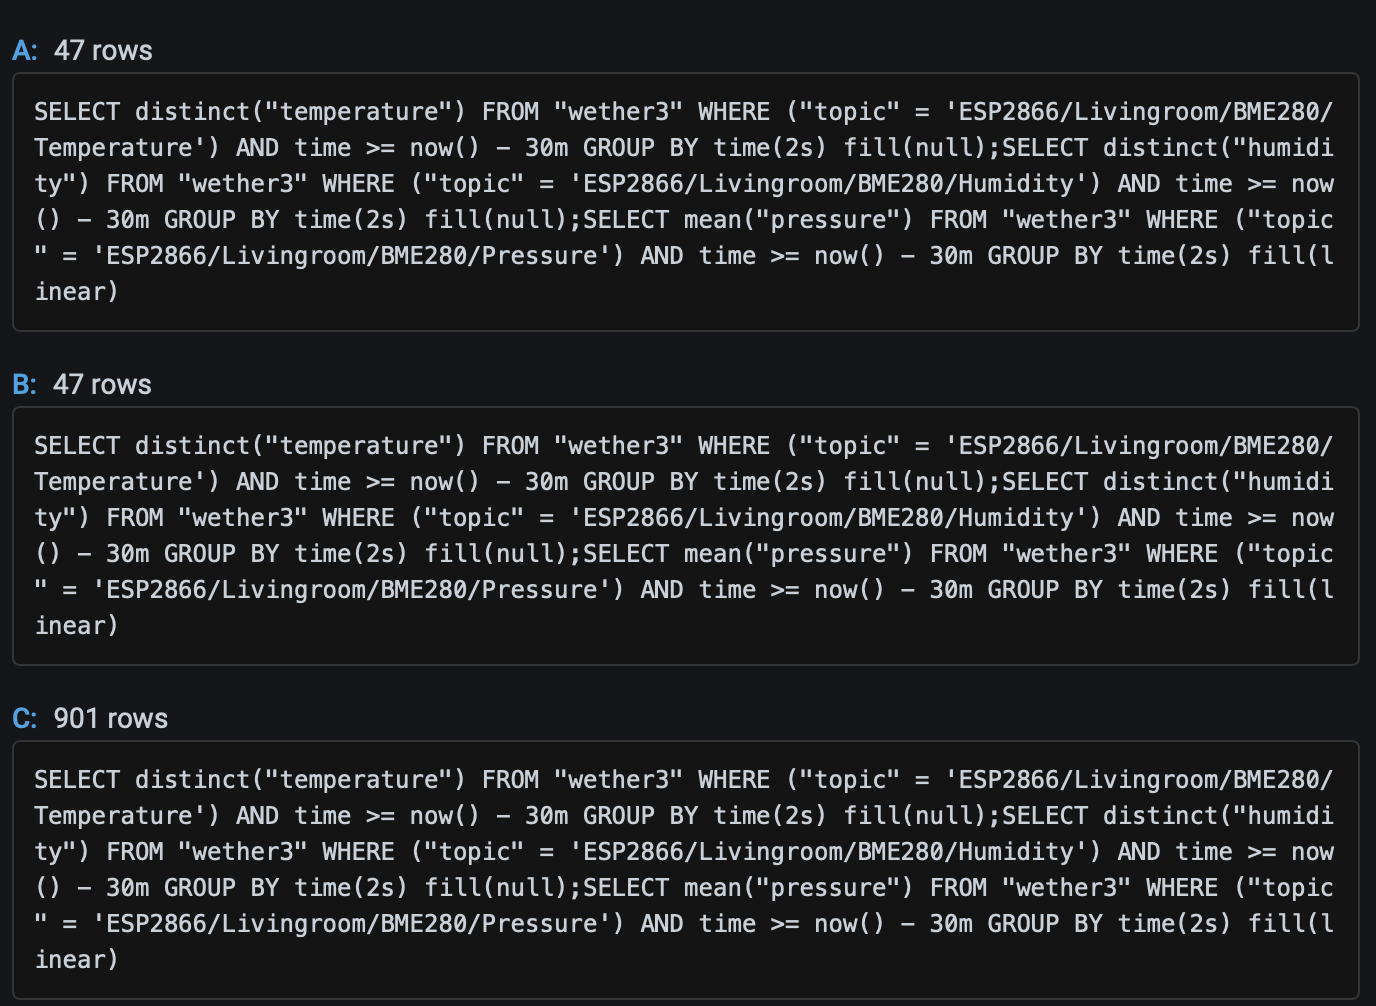 A: 47 rows
SELECT distinct("temperature") FROM "wether3" WHERE ("topic" = 'ESP2866/Livingroom/BME280/
Temperature') AND time >= now() - 30m GROUP BY time(2s) fill(null);SELECT distinct("humidi
ty") FROM "wether3" WHERE ("topic" = 'ESP2866/Livingroom/BME280/Humidity') AND time >= now
() - 30m GROUP BY time(2s) fill(null);SELECT mean("pressure") FROM "wether3" WHERE ("topic
" = 'ESP2866/Livingroom/BME280/Pressure') AND time >= now() - 30m GROUP BY time(2s) fill(l
inear)
B: 47 rows
SELECT distinct("temperature") FROM "wether3" WHERE ("topic" = 'ESP2866/Livingroom/BME280/
Temperature') AND time >= now() - 30m GROUP BY time(2s) fill(null);SELECT distinct("humidi
ty") FROM "wether3" WHERE ("topic" = 'ESP2866/Livingroom/BME280/Humidity') AND time >= now
() - 30m GROUP BY time(2s) fill(null);SELECT mean("pressure") FROM "wether3" WHERE ("topic
" = 'ESP2866/Livingroom/BME280/Pressure') AND time >= now() - 30m GROUP BY time(2s) fill(l
inear)
C: 901 rows
SELECT distinct("temperature") FROM "wether3" WHERE ("topic" = 'ESP2866/Livingroom/BME280/
Temperature') AND time >= now() - 30m GROUP BY time(2s) fill(null);SELECT distinct("humidi
ty") FROM "wether3" WHERE ("topic" = 'ESP2866/Livingroom/BME280/Humidity') AND time >= now
() - 30m GROUP BY time(2s) fill(null);SELECT mean("pressure") FROM "wether3" WHERE ("topic
" = 'ESP2866/Livingroom/BME280/Pressure') AND time >= now() - 30m GROUP BY time(2s) fill(l
inear)